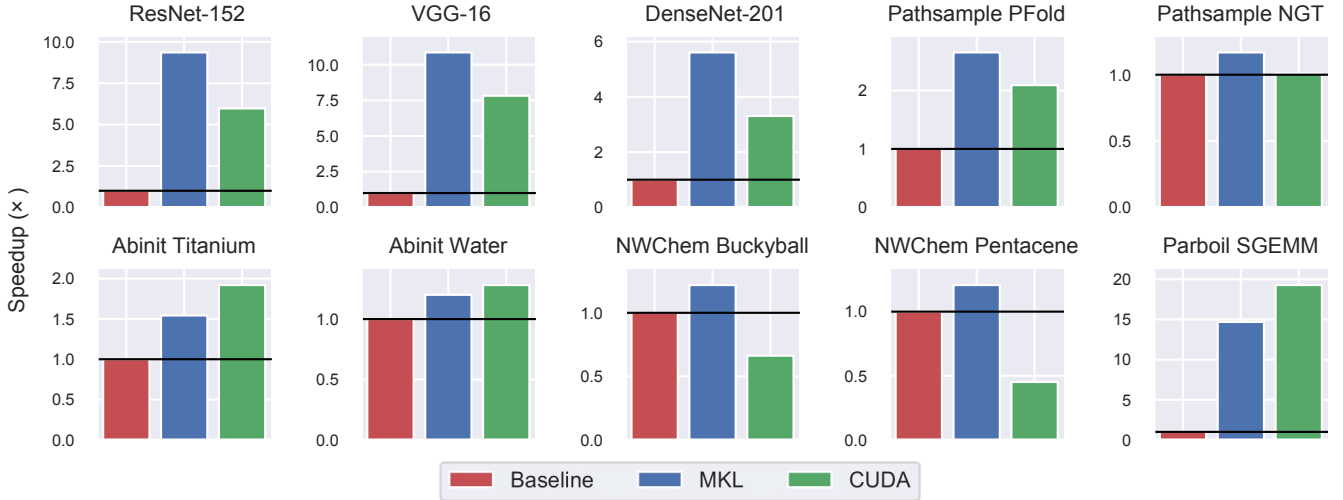 ResNet-152 VGG-16 DenseNet-201 Pathsample PFold Pathsample NGT
10.0 7.5 5.0 2.5 0.0
10.0 7.5 5.0 2.5 0.0
6 4 2 0
2 1 0
1.0 0.5 0.0
Speedup (×)
Abinit Titanium Abinit Water NWChem Buckyball NWChem Pentacene Parboil SGEMM
2.0 1.5 1.0 0.5 0.0
1.0 0.5 0.0
1.0 0.5 0.0
1.0 0.5 0.0
20 15 10 5 0
Baseline MKL CUDA